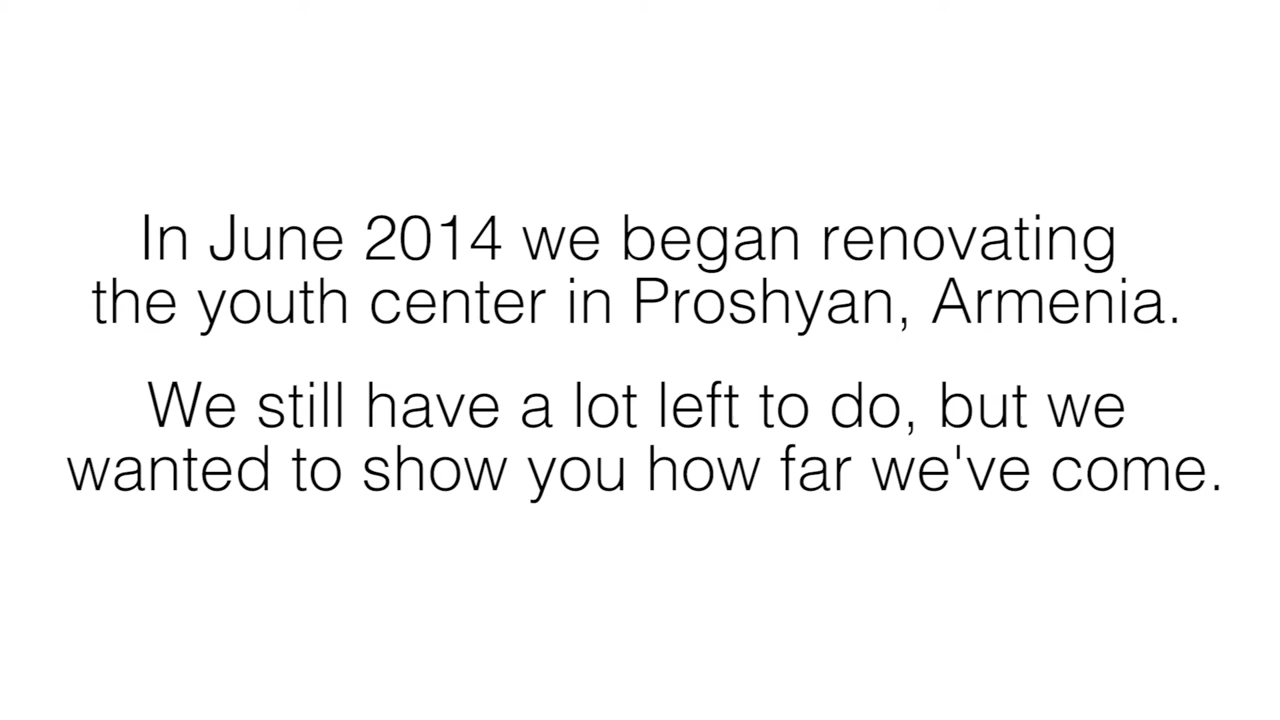 In June 2014 we began renovating
the youth center in Proshyan, Armenia.
We still have a lot left to do, but we
wanted to show you how far we've come.